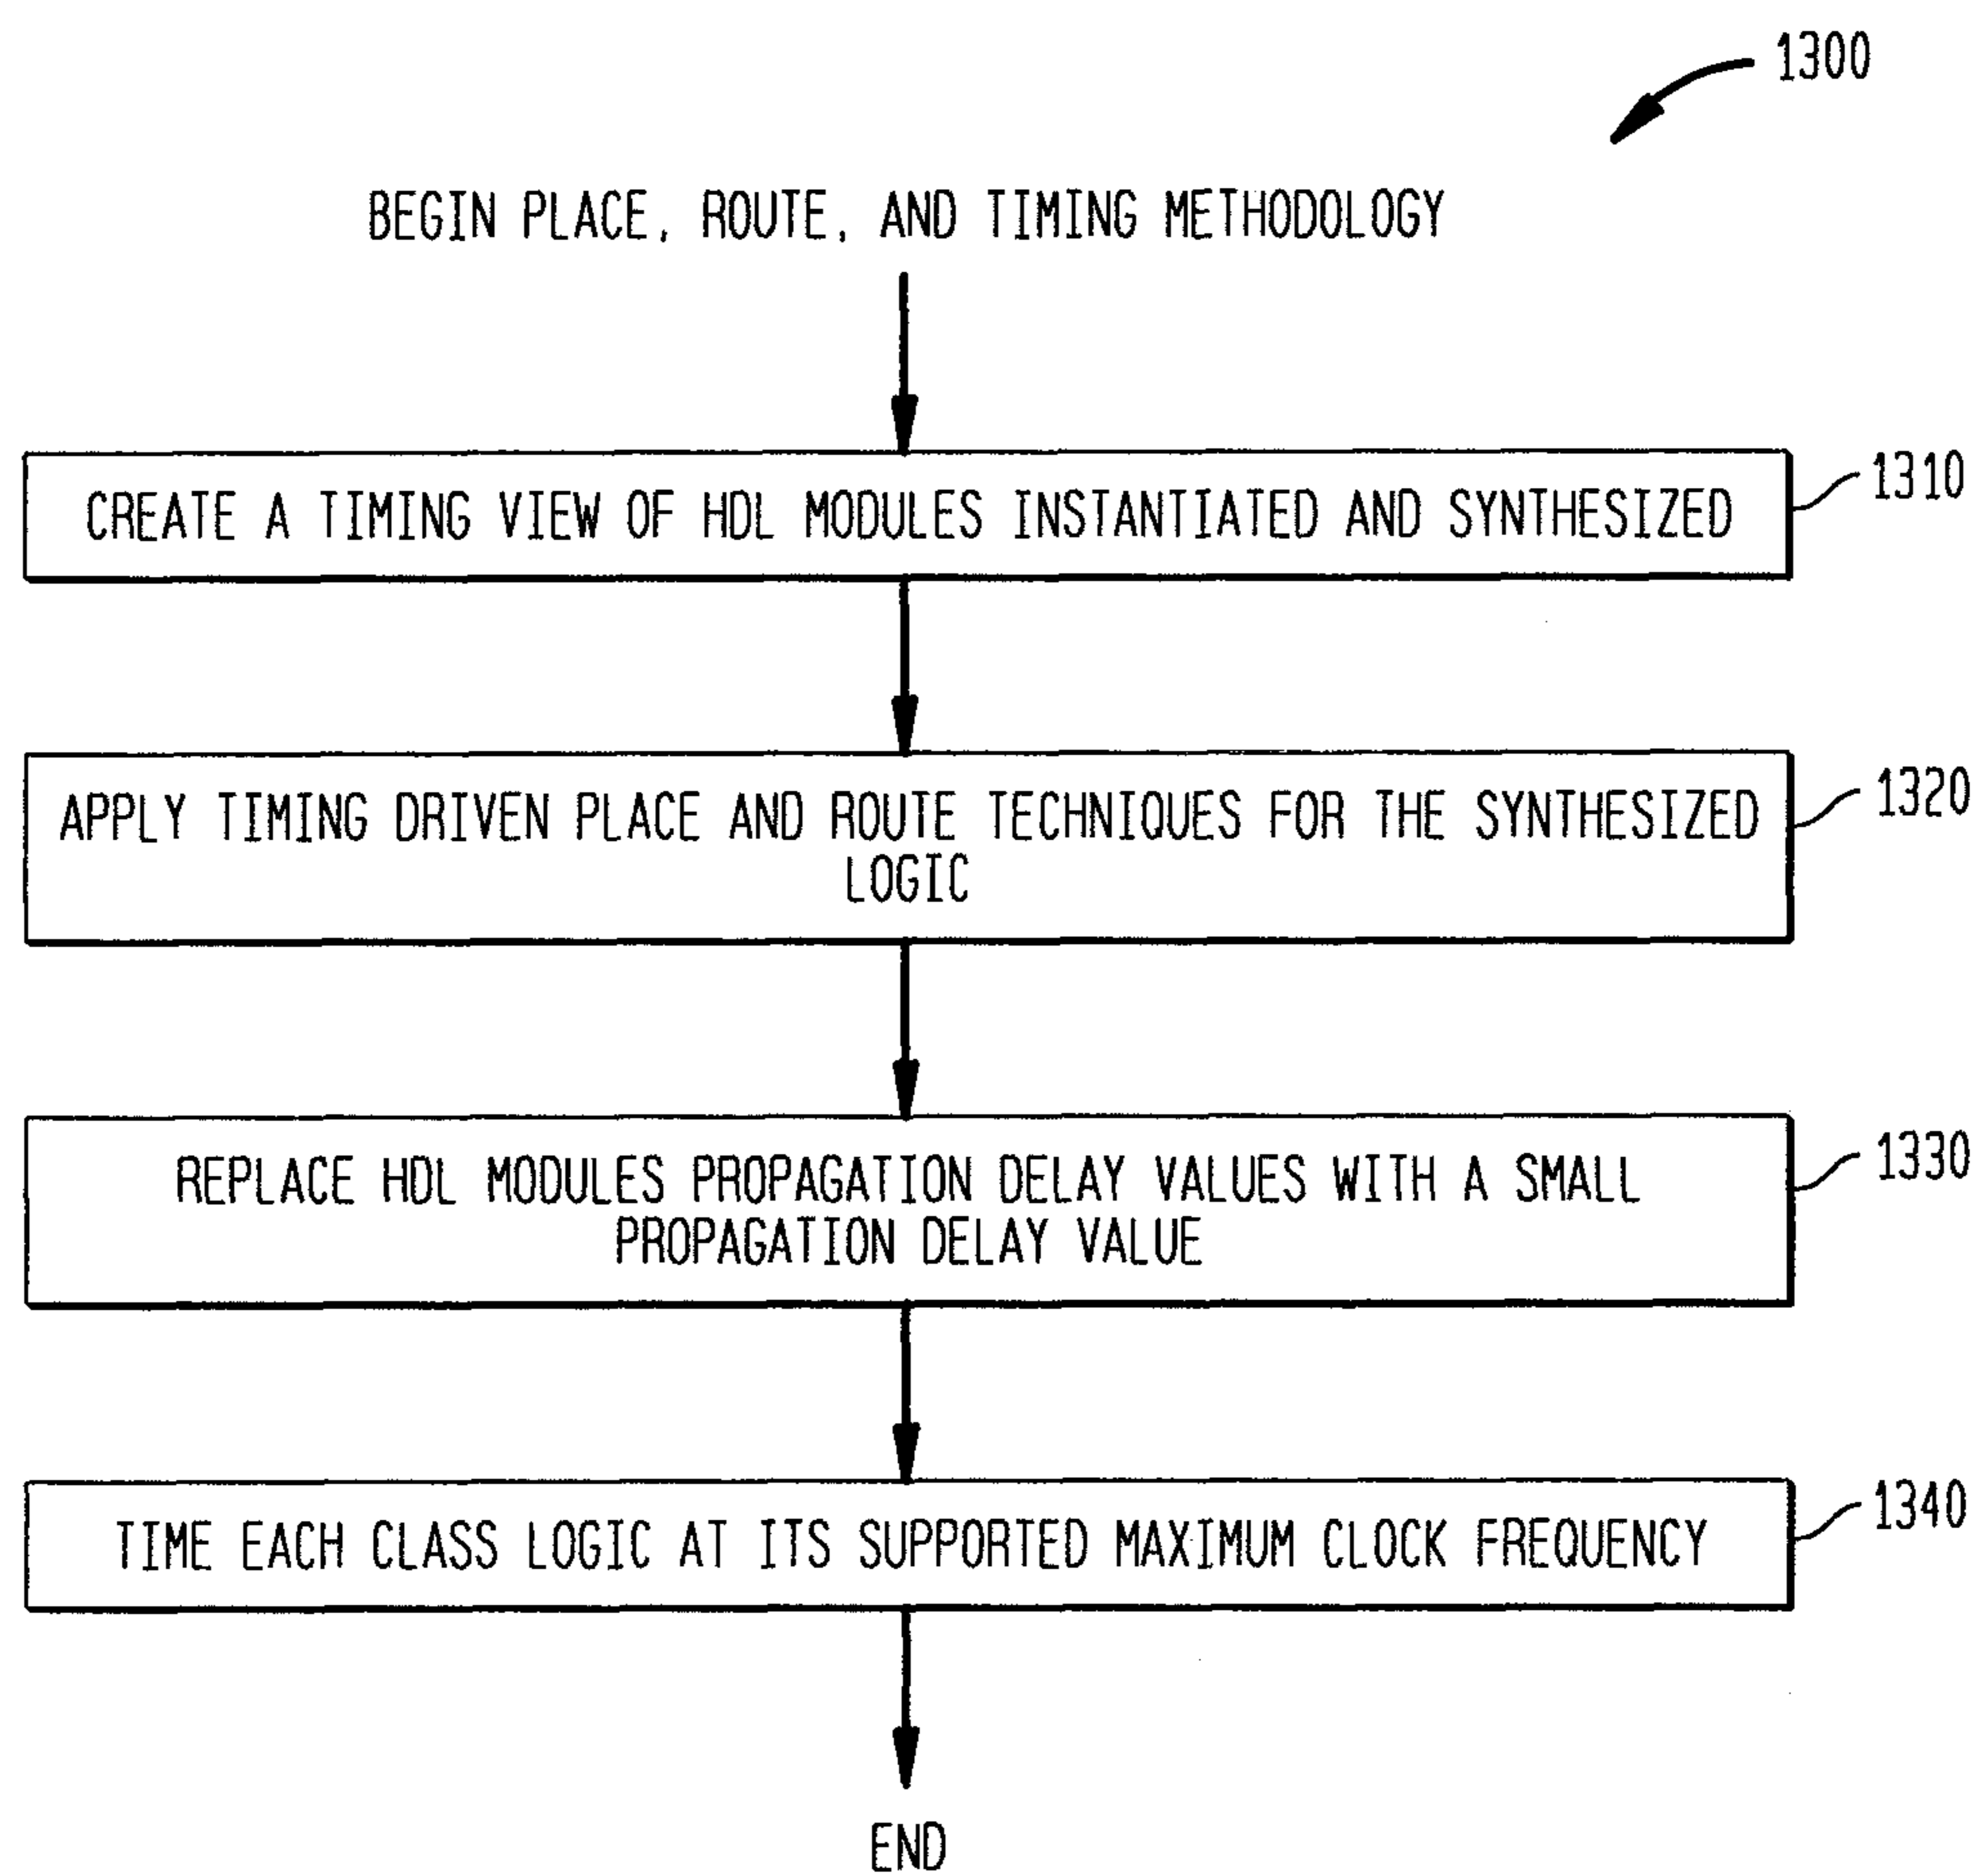 1300
BEGIN PLACE, ROUTE, AND TIMING METHODOLOGY
CREATE A TIMING VIEW OF HDL MODULES INSTANTIATED AND SYNTHESIZED
1310
APPLY TIMING DRIVEN PLACE AND ROUTE TECHNIQUES FOR THE SYNTHESIZED
LOGIC
1320
REPLACE HDL MODULES PROPAGATION DELAY VALUES WITH A SMALL
PROPAGATION DELAY VALUE
1330
TIME EACH CLASS LOGIC AT ITS SUPPORTED MAXIMUM CLOCK FREQUENCY
1340
END